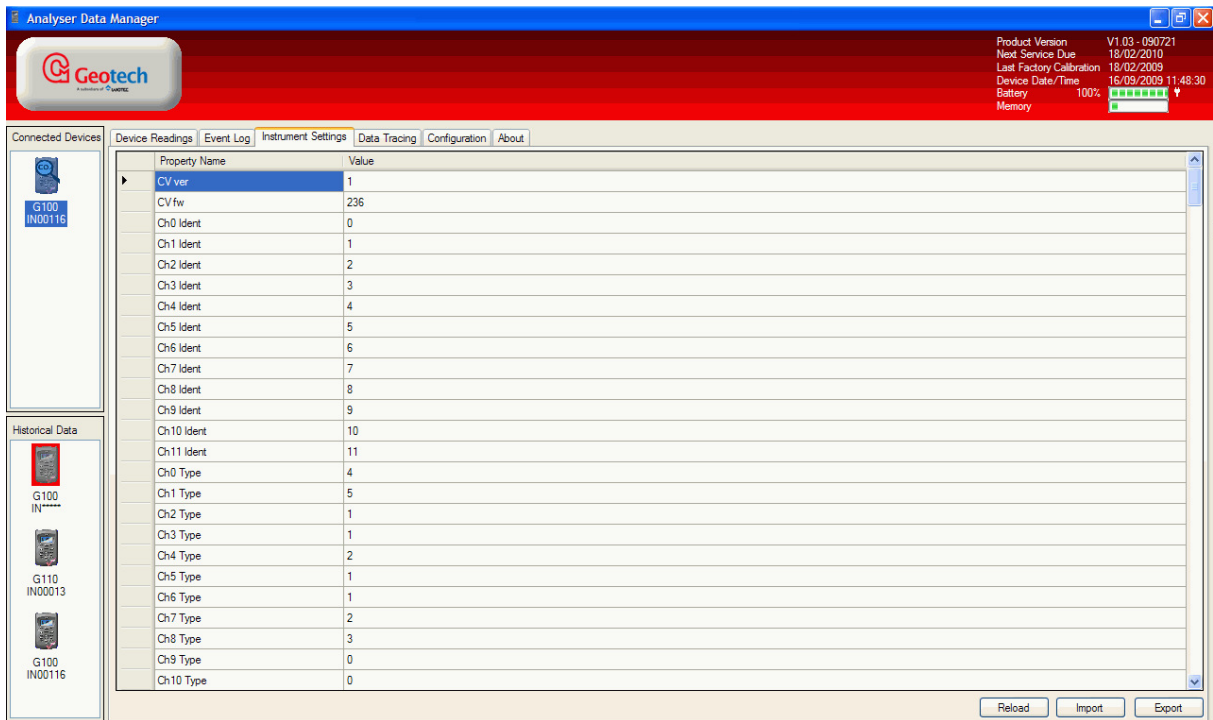 Analyser Data Manager
Geotech
Product Version V1.03 - 090721
Next Service Due 18/02/2010
Last Factory Calibration 18/02/2009
Device Date/Time 16/09/2009 11:48:30
Battery 100%
Memory
Connected Devices
G100
IN00116
Historical Data
G100
IN*****
G110
IN00013
G100
IN00116
Device Readings Event Log Instrument Settings Data Tracing Configuration About
Property Name Value
CV ver 1
CV fw 236
Ch0 Ident 0
Ch1 Ident 1
Ch2 Ident 2
Ch3 Ident 3
Ch4 Ident 4
Ch5 Ident 5
Ch6 Ident 6
Ch7 Ident 7
Ch8 Ident 8
Ch9 Ident 9
Ch10 Ident 10
Ch11 Ident 11
Ch0 Type 4
Ch1 Type 5
Ch2 Type 1
Ch3 Type 1
Ch4 Type 2
Ch5 Type 1
Ch6 Type 1
Ch7 Type 2
Ch8 Type 3
Ch9 Type 0
Ch10 Type 0
Reload Import Export